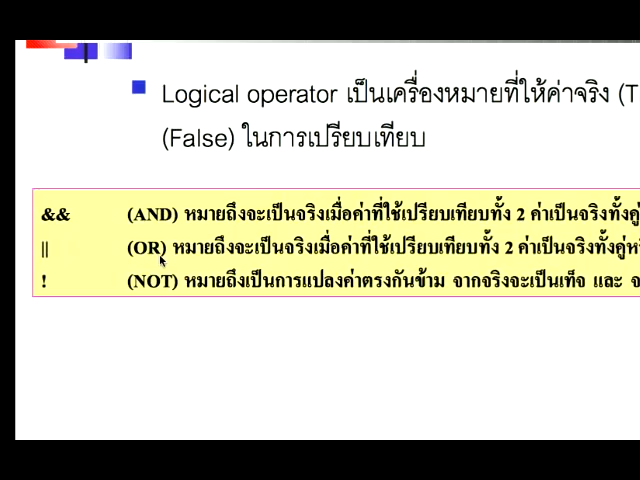 Logical operator เป็นเครื่องหมายที่ให้ค่าจริง (T
(False) ในการเปรียบเทียบ
&& (AND) หมายถึงจะเป็นจริงเมื่อค่าที่ใช้เปรียบเทียบทั้ง 2 ค่าเป็นจริงทั้งคู่
|| (OR) หมายถึงจะเป็นจริงเมื่อค่าที่ใช้เปรียบเทียบทั้ง 2 ค่าเป็นจริงทั้งคู่ห
! (NOT) หมายถึงเป็นการแปลงค่าตรงกันข้าม จากจริงจะเป็นเท็จ และ จ